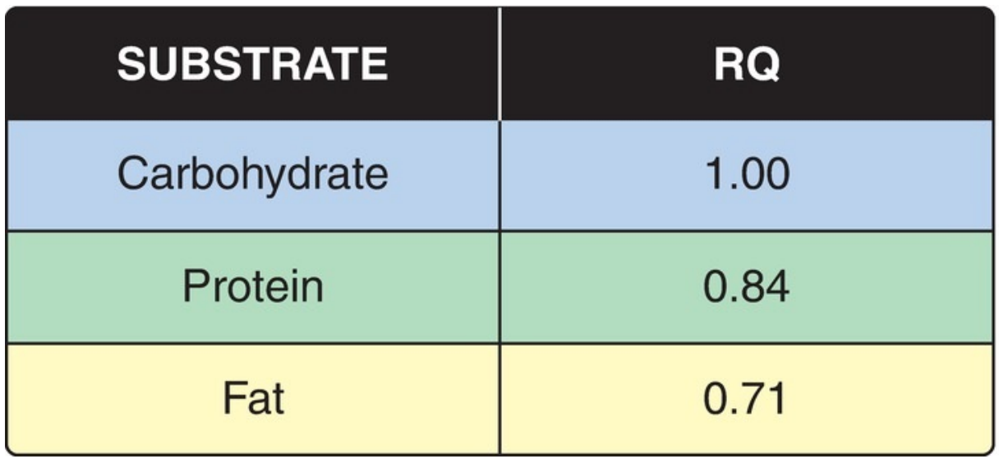 SUBSTRATE RQ
Carbohydrate 1.00
Protein 0.84
Fat 0.71